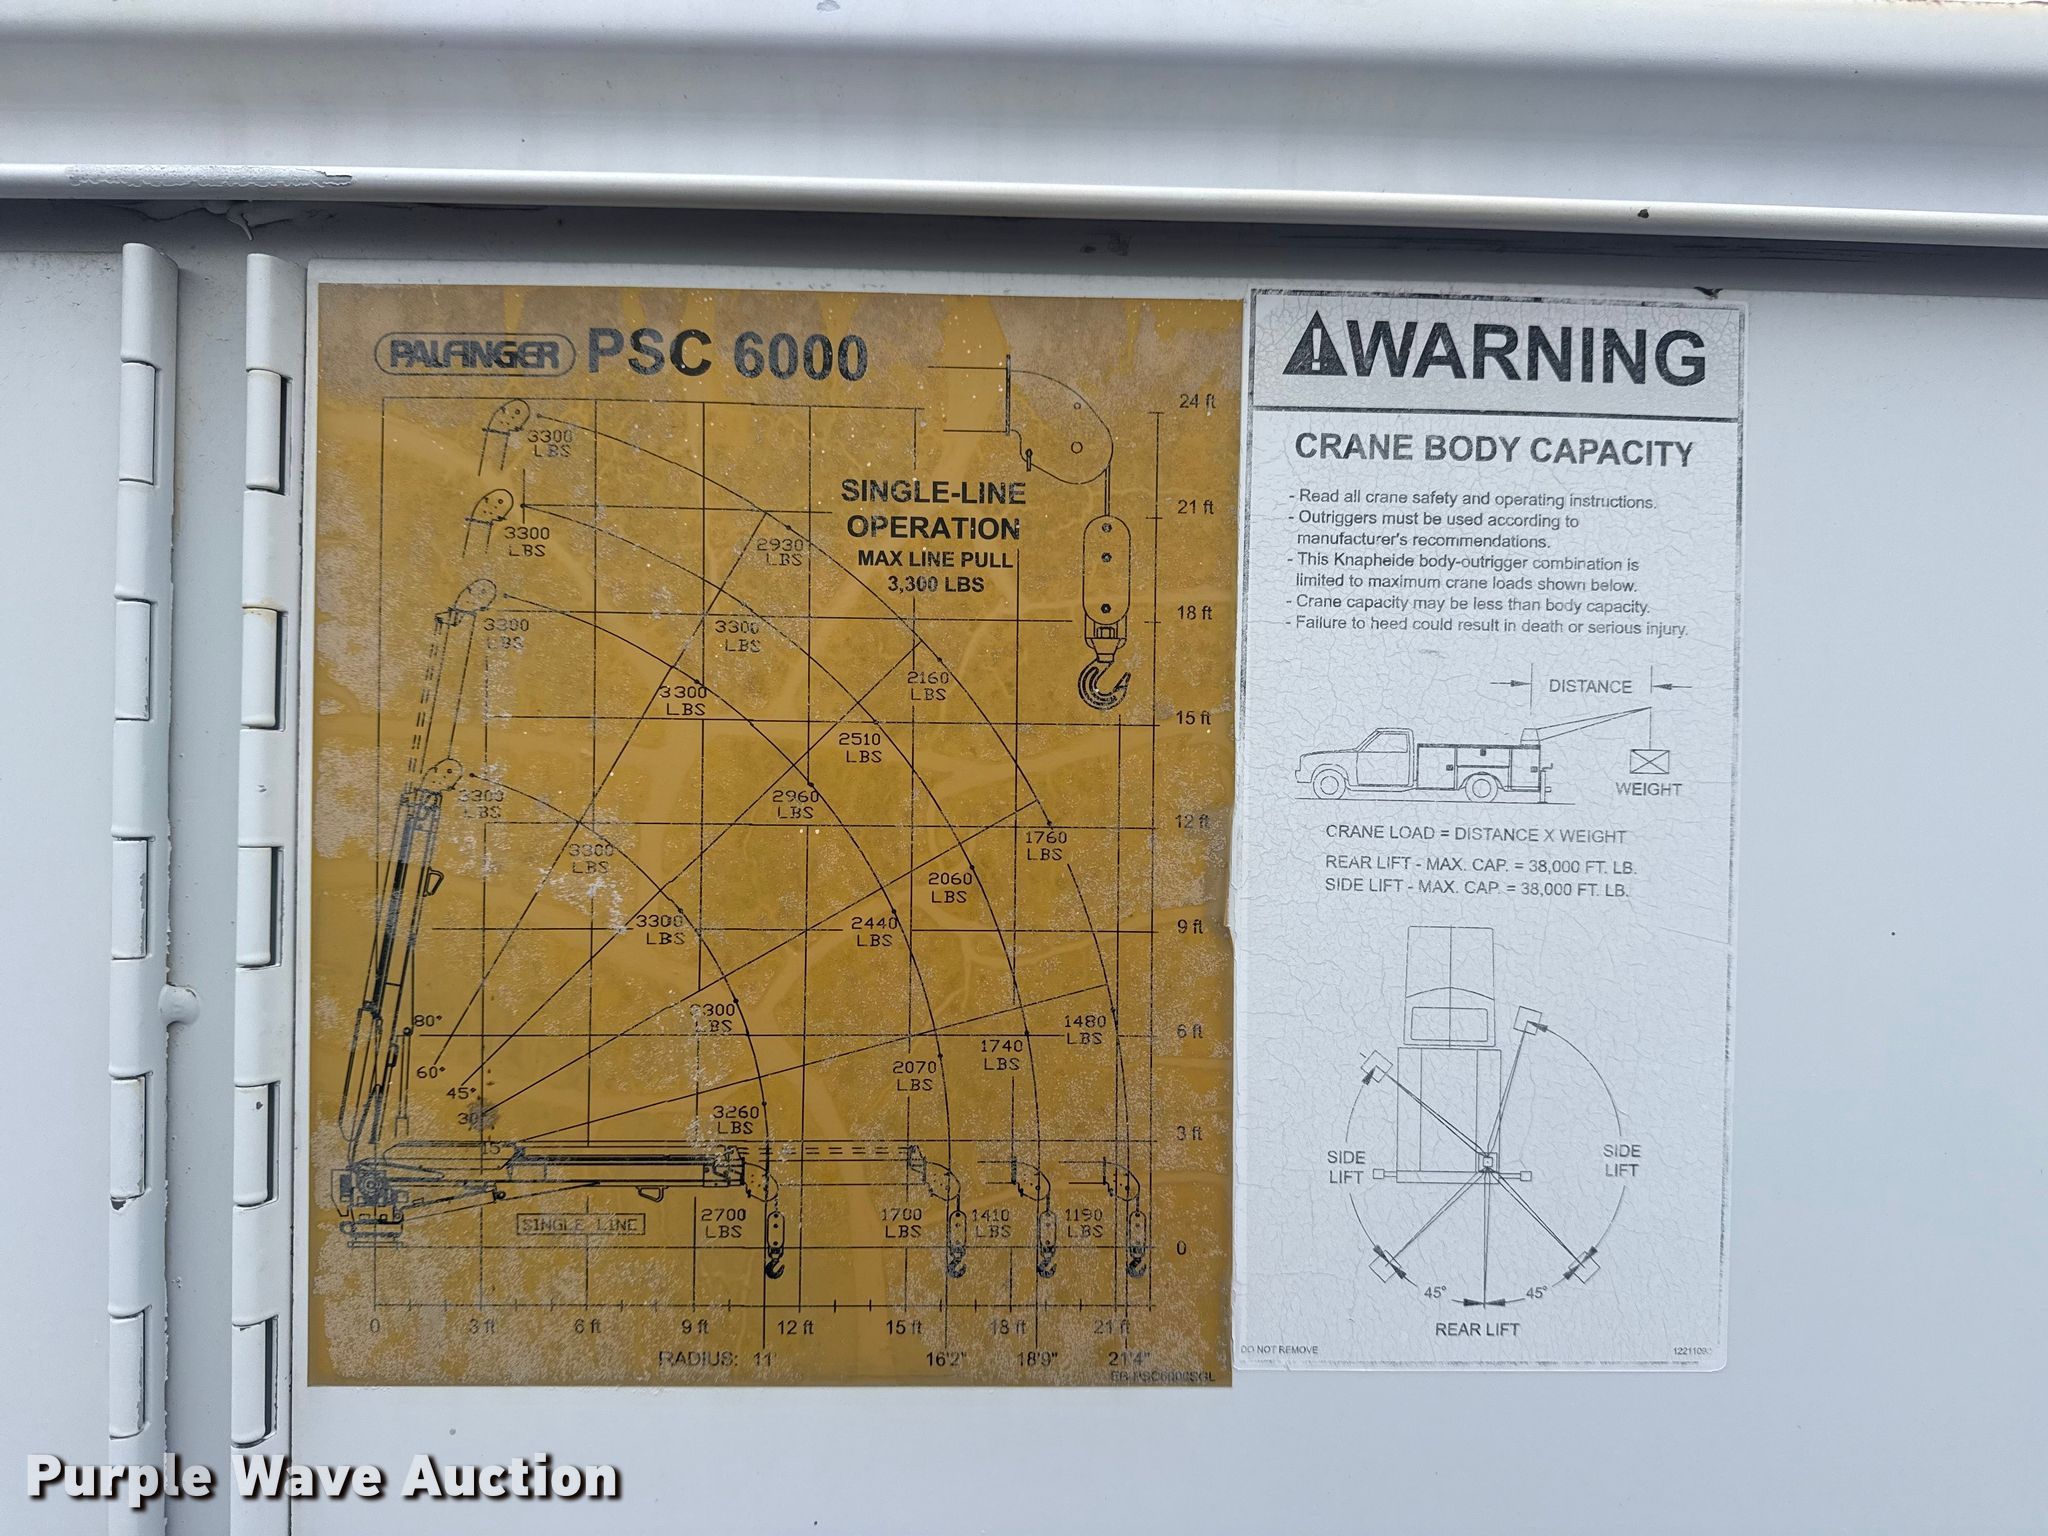 PALFINGER PSC 6000
24 ft
3300
LBS
SINGLE-LINE
OPERATION
MAX LINE PULL
3,300 LBS
21 ft
3300
LBS
2930
LBS
18 ft
3300
LBS
3300
LBS
3300
LBS
2160
LBS
15 ft
2510
LBS
3300
LBS
2960
LBS
12 ft
1760
LBS
3300
LBS
2060
LBS
3300
LBS
2440
LBS
9 ft
3300
LBS
80°
1480
LBS
6 ft
1740
LBS
60°
2070
LBS
45°
30°
3260
LBS
15°
3 ft
SINGLE LINE
2700
LBS
1700
LBS
1410
LBS
1190
LBS
0
0 3 ft 6 ft 9 ft 12 ft 15 ft 18 ft 21 ft
RADIUS: 11' 16'2" 18'9" 21'4"
WARNING
CRANE BODY CAPACITY
- Read all crane safety and operating instructions.
- Outriggers must be used according to
manufacturer's recommendations.
- This Knapheide body-outrigger combination is
limited to maximum crane loads shown below.
- Crane capacity may be less than body capacity.
- Failure to heed could result in death or serious injury.
DISTANCE
WEIGHT
CRANE LOAD = DISTANCE X WEIGHT
REAR LIFT - MAX. CAP. = 38,000 FT. LB.
SIDE LIFT - MAX. CAP. = 38,000 FT. LB.
SIDE
LIFT
SIDE
LIFT
45° 45°
REAR LIFT
DO NOT REMOVE
Purple Wave Auction